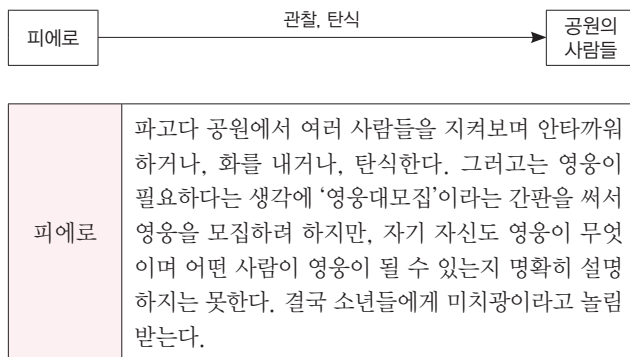 피에로
관찰, 탄식
공원의
사람들
피에로
파고다 공원에서 여러 사람들을 지켜보며 안타까워
하거나, 화를 내거나, 탄식한다. 그러고는 영웅이
필요하다는 생각에 ‘영웅대모집’이라는 간판을 써서
영웅을 모집하려 하지만, 자기 자신도 영웅이 무엇
이며 어떤 사람이 영웅이 될 수 있는지 명확히 설명
하지는 못한다. 결국 소년들에게 미치광이라고 놀림
받는다.